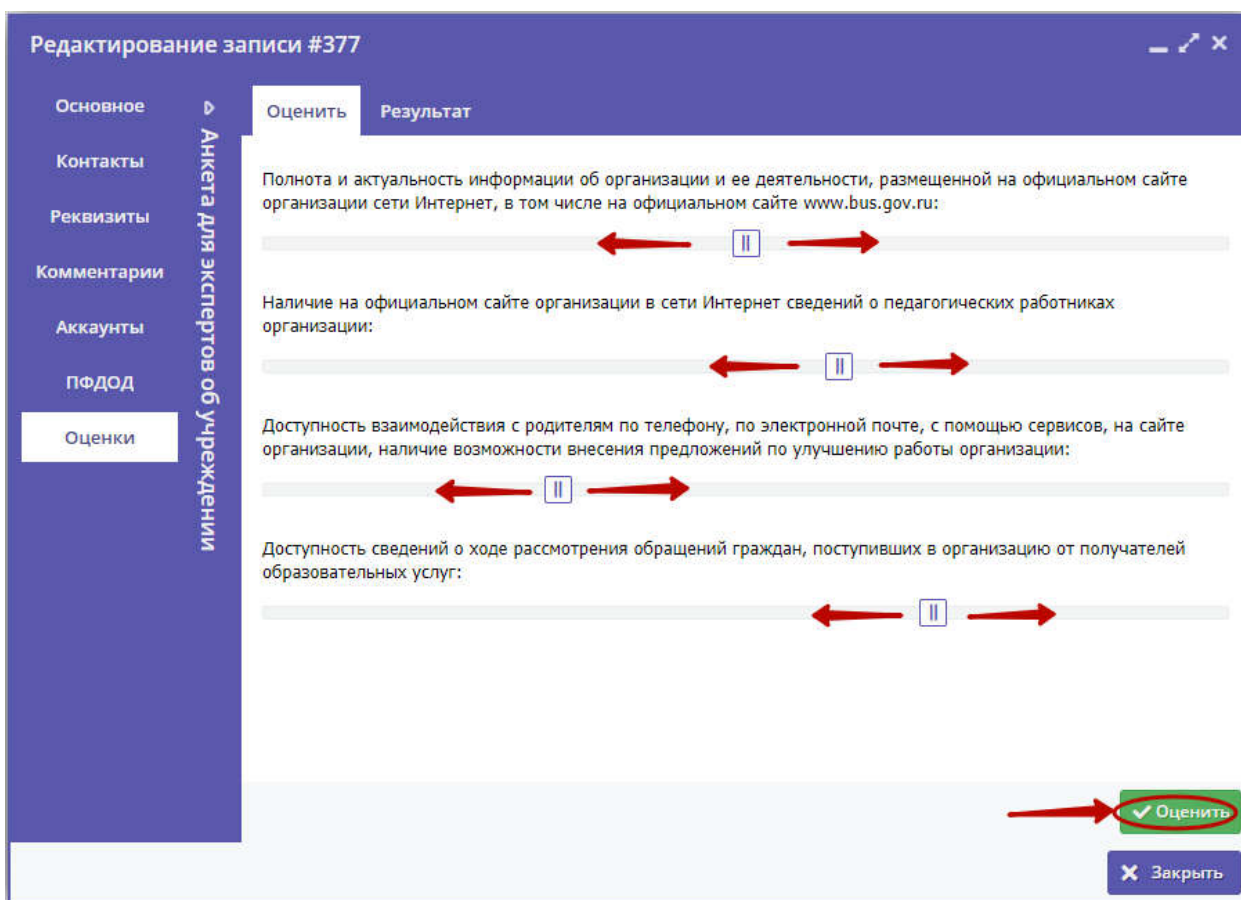 Редактирование записи #377
Основное
Контакты
Реквизиты
Комментарии
Аккаунты
ПФДОД
Оценки
Анкета для экспертов об учреждении
Оценить
Результат
Полнота и актуальность информации об организации и ее деятельности, размещенной на официальном сайте
организации сети Интернет, в том числе на официальном сайте www.bus.gov.ru:
Наличие на официальном сайте организации в сети Интернет сведений о педагогических работниках
организации:
Доступность взаимодействия с родителям по телефону, по электронной почте, с помощью сервисов, на сайте
организации, наличие возможности внесения предложений по улучшению работы организации:
Доступность сведений о ходе рассмотрения обращений граждан, поступивших в организацию от получателей
образовательных услуг:
Оценить
Закрыть